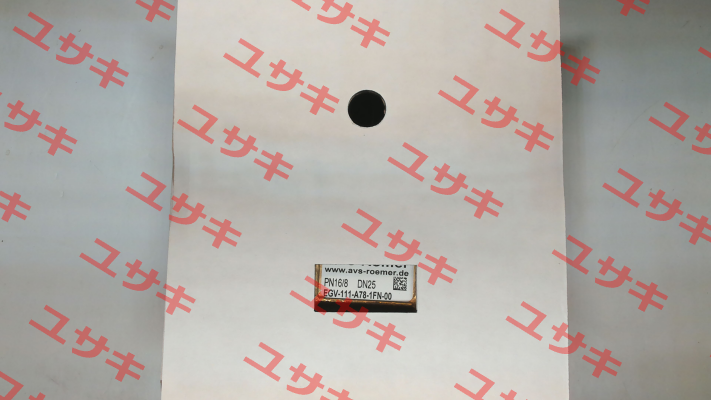 www.avs-roemer.de
PN16/8 DN25
EGV-111-A78-1FN-00
ユサキ